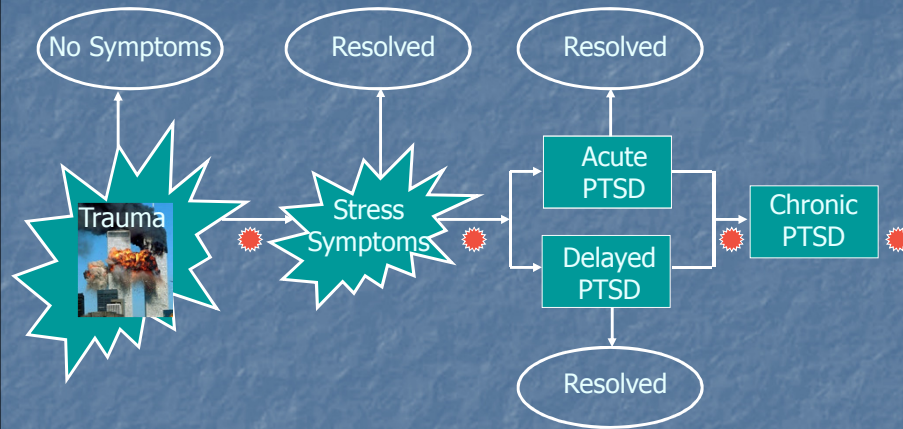 No Symptoms
Resolved
Resolved
Trauma
Stress
Symptoms
Acute
PTSD
Delayed
PTSD
Chronic
PTSD
Resolved